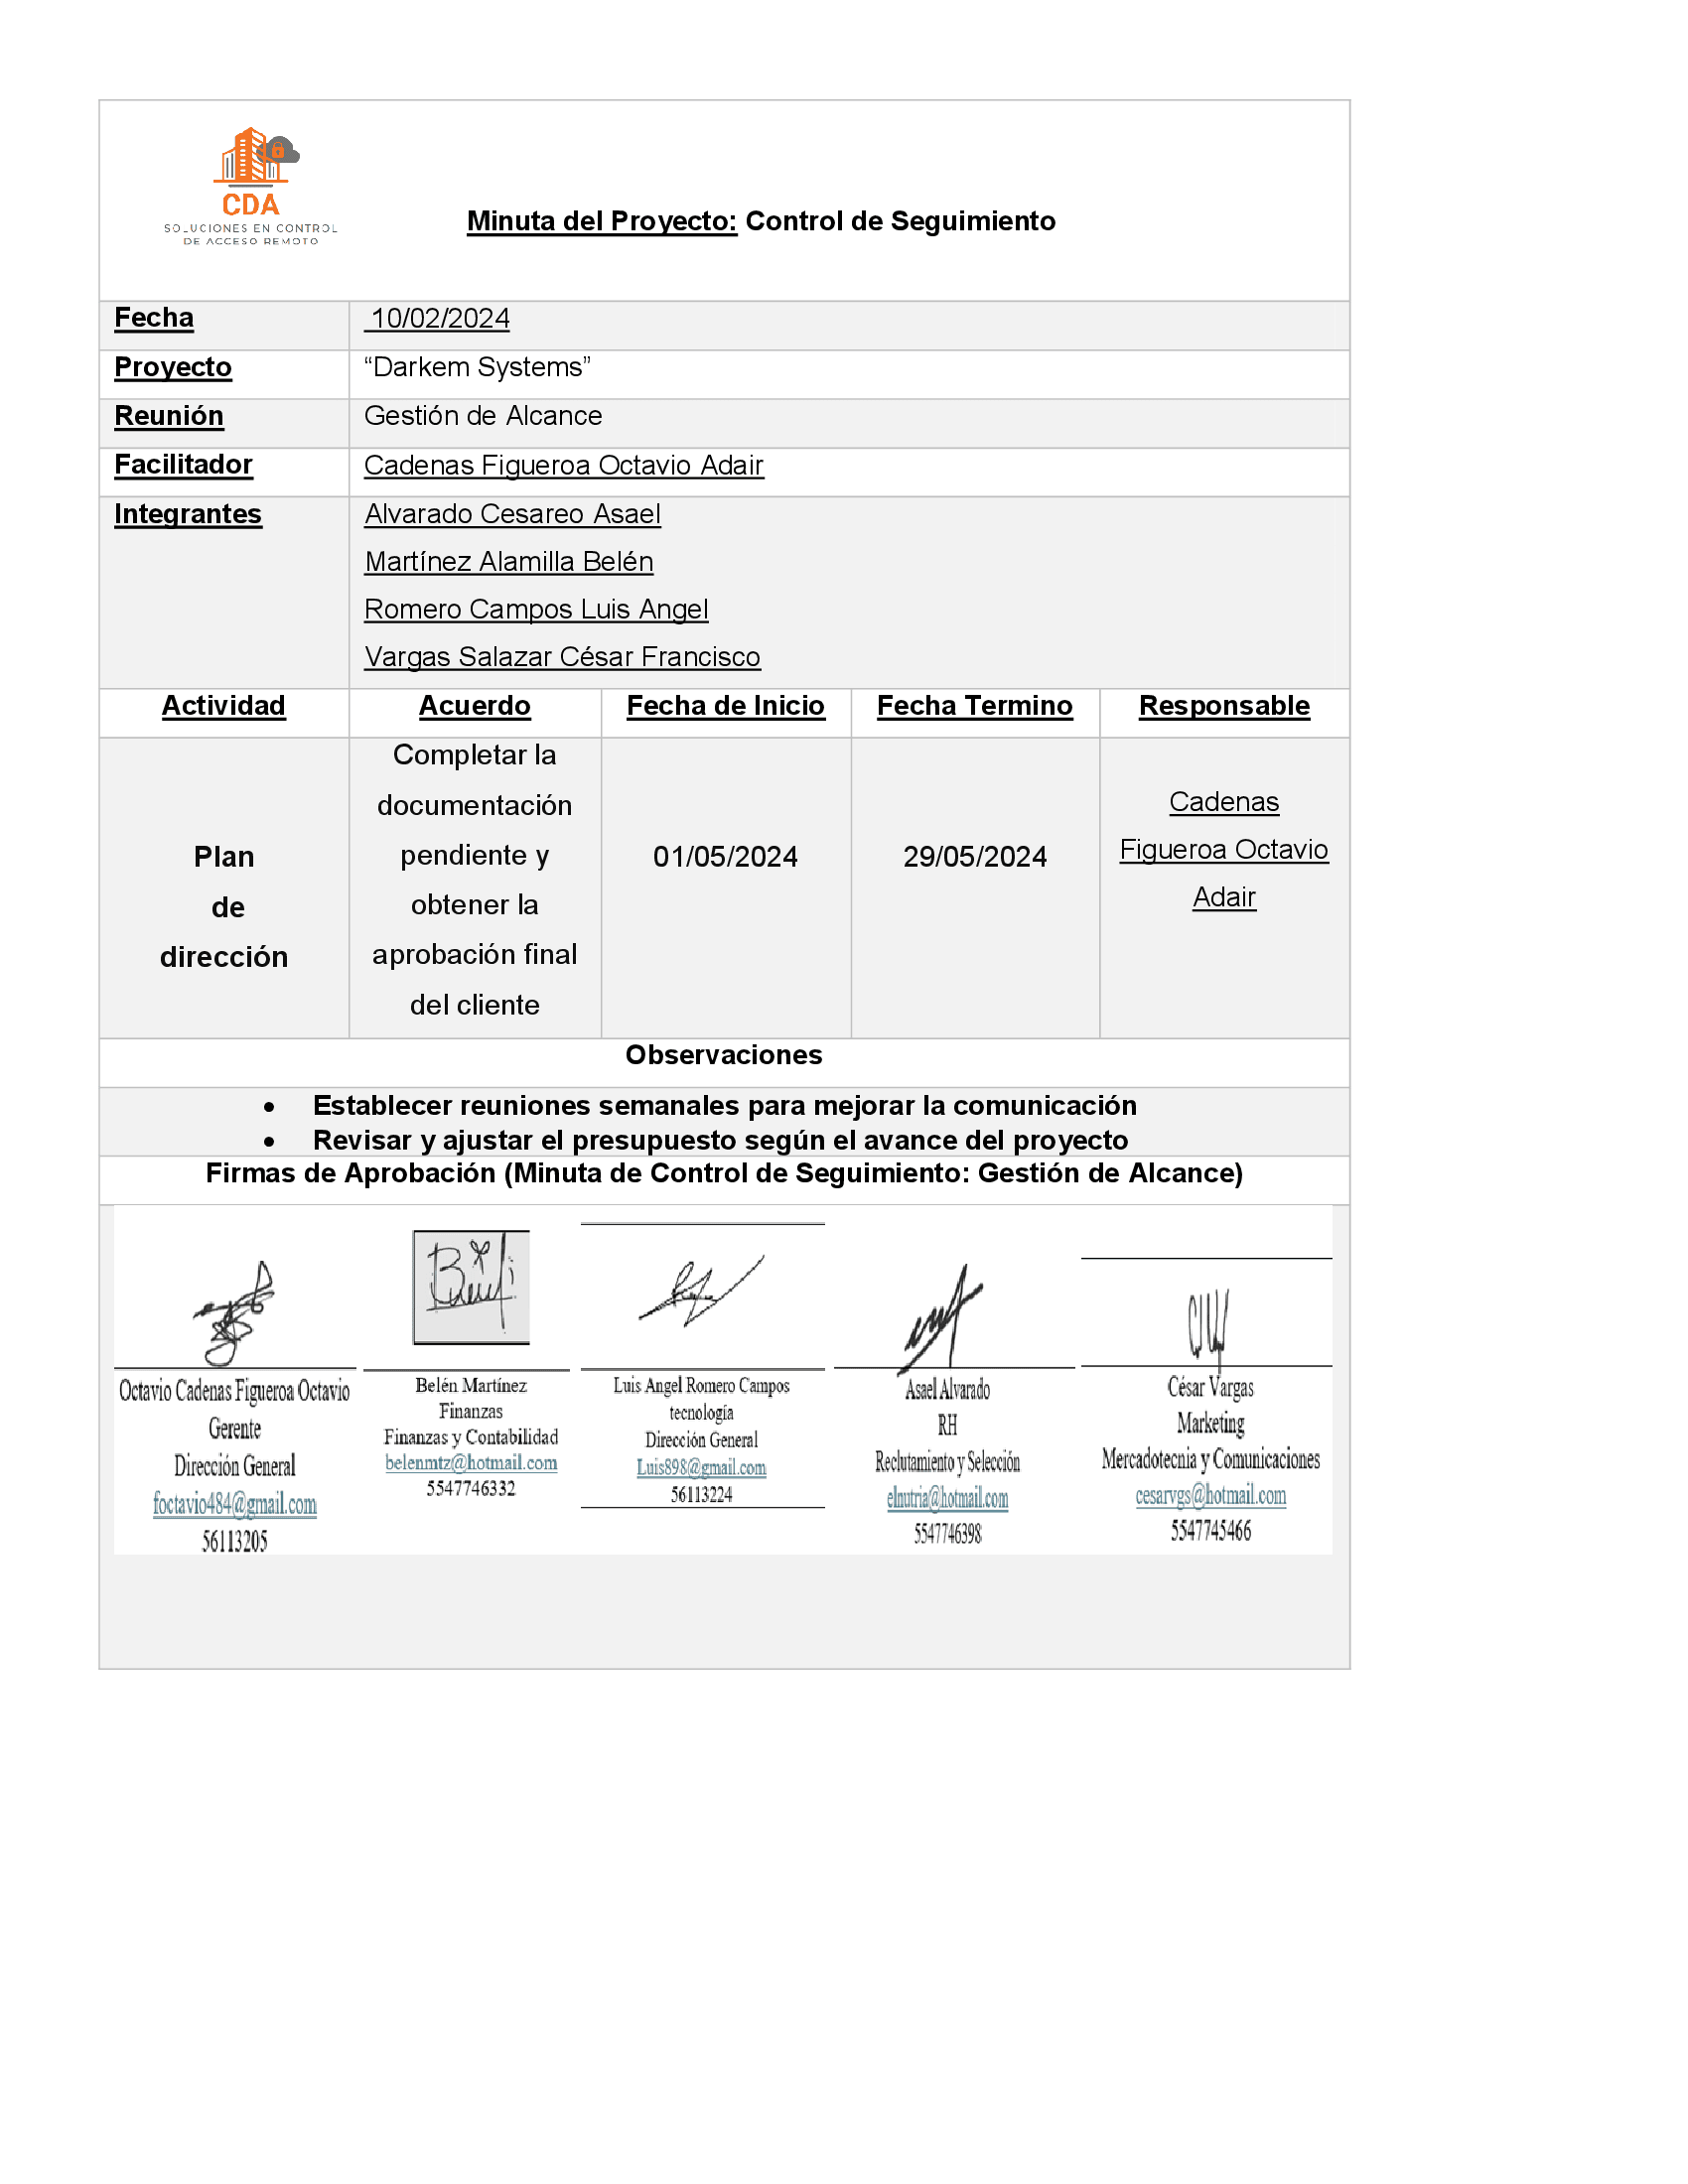 CDA
SOLUCIONES EN CONTROL
DE ACCESO REMOTO
Minuta del Proyecto: Control de Seguimiento
Fecha 10/02/2024
Proyecto “Darkem Systems”
Reunión Gestión de Alcance
Facilitador Cadenas Figueroa Octavio Adair
Integrantes Alvarado Cesareo Asael
Martínez Alamilla Belén
Romero Campos Luis Angel
Vargas Salazar César Francisco
Actividad Acuerdo Fecha de Inicio Fecha Termino Responsable
Plan
de
dirección
Completar la
documentación
pendiente y
obtener la
aprobación final
del cliente
01/05/2024
29/05/2024
Cadenas
Figueroa Octavio
Adair
Observaciones
• Establecer reuniones semanales para mejorar la comunicación
• Revisar y ajustar el presupuesto según el avance del proyecto
Firmas de Aprobación (Minuta de Control de Seguimiento: Gestión de Alcance)
Octavio Cadenas Figueroa Octavio
Gerente
Dirección General
foctavio484@gmail.com
56113205
Belén Martínez
Finanzas
Finanzas y Contabilidad
belenmtz@hotmail.com
5547746332
Luis Angel Romero Campos
tecnología
Dirección General
Luis898@gmail.com
56113224
Asael Alvarado
RH
Reclutamiento y Selección
elnutria@hotmail.com
5547746398
César Vargas
Marketing
Mercadotecnia y Comunicaciones
cesarvgs@hotmail.com
5547745466